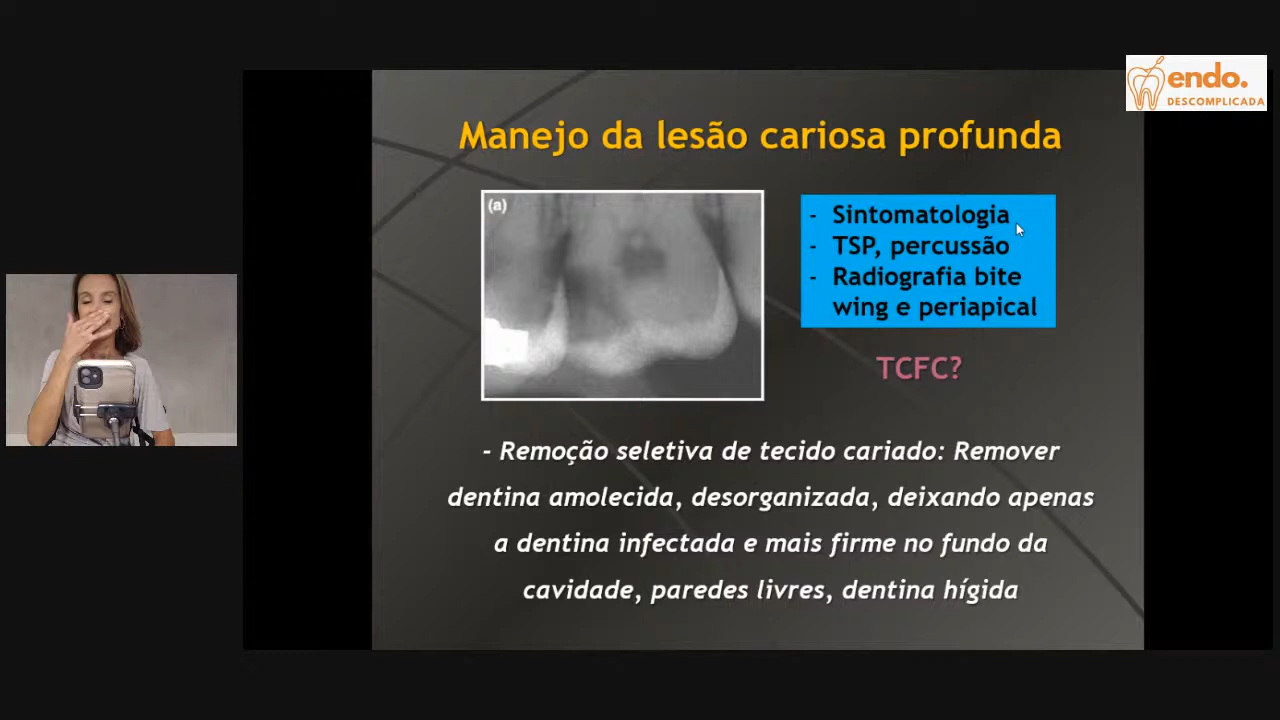 endo.
DESCOMPLICADA
Manejo da lesão cariosa profunda
(a)
- Sintomatologia
- TSP, percussão
- Radiografia bite
wing e periapical
TCFC?
- Remoção seletiva de tecido cariado: Remover
dentina amolecida, desorganizada, deixando apenas
a dentina infectada e mais firme no fundo da
cavidade, paredes livres, dentina hígida